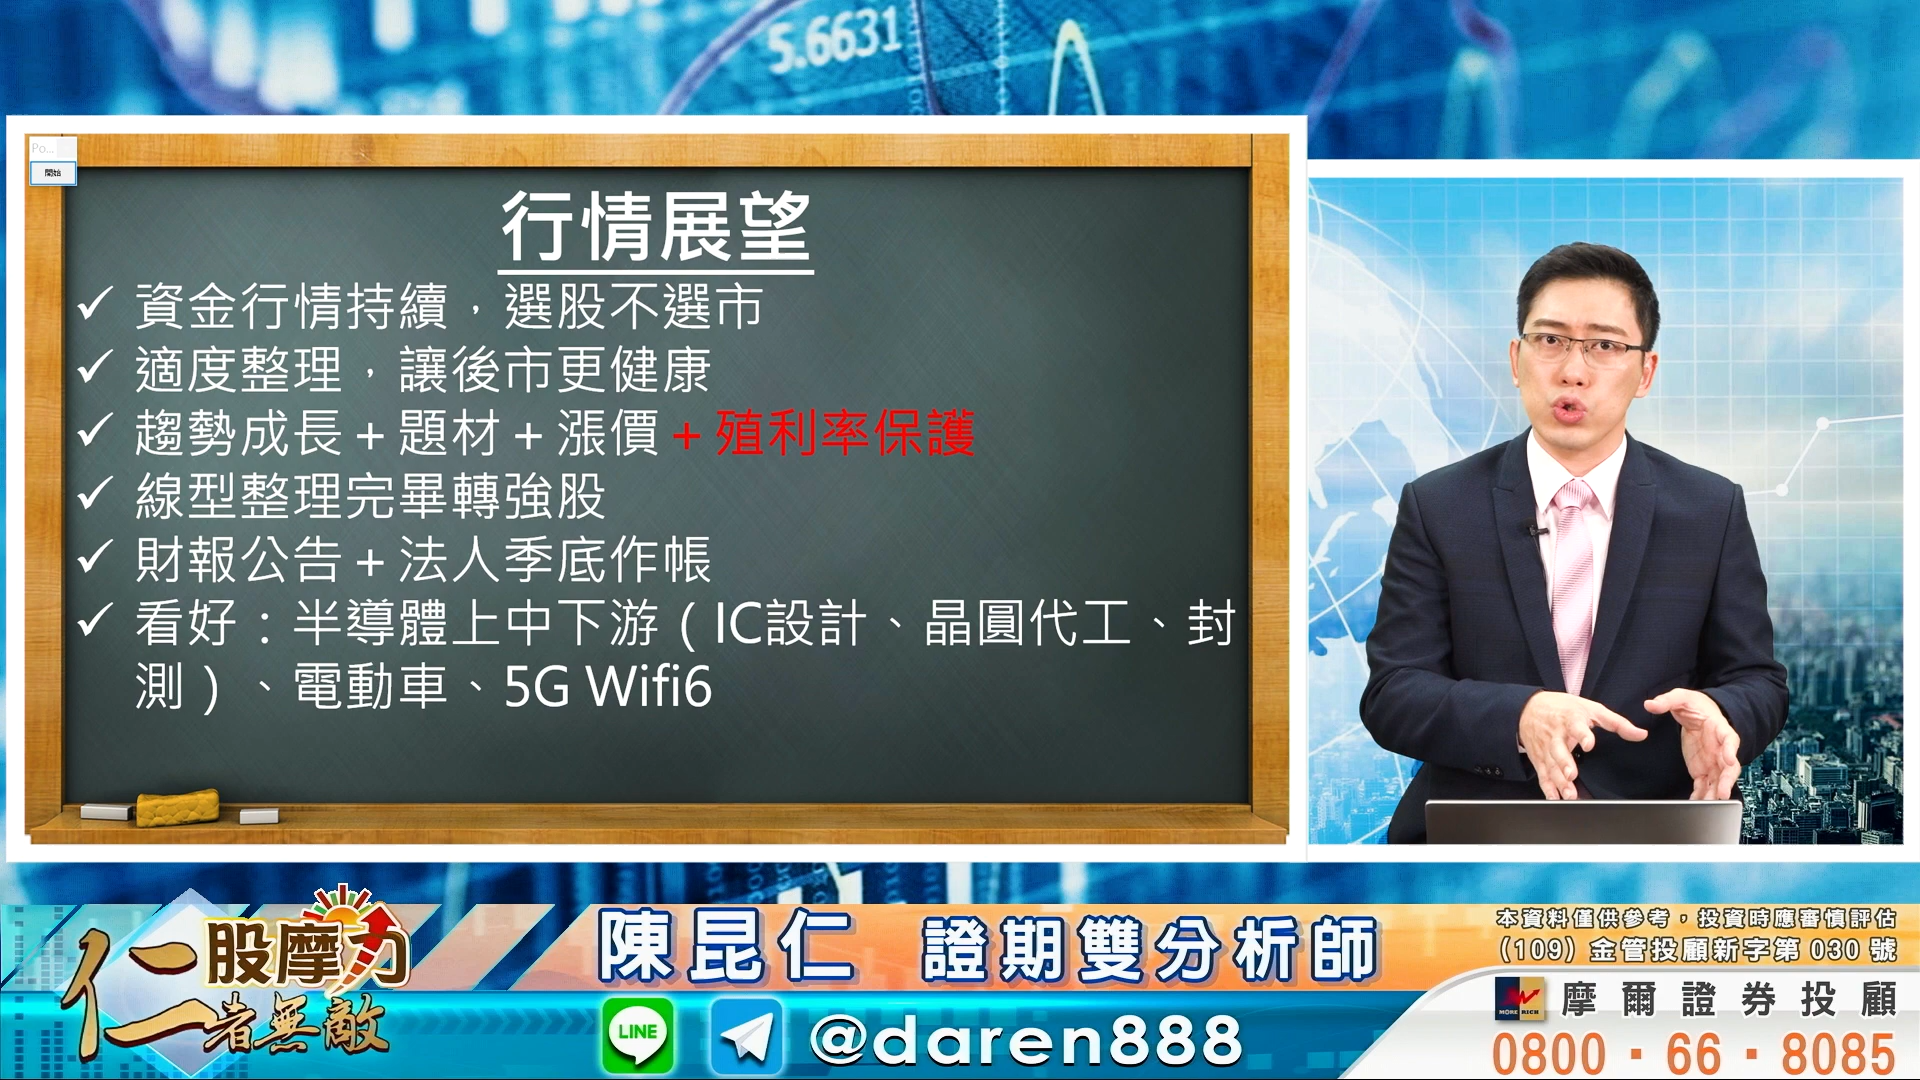 5.6631
Po...
開始
行情展望
✓ 資金行情持續，選股不選市
✓ 適度整理，讓後市更健康
✓ 趨勢成長+題材+漲價+殖利率保護
✓ 線型整理完畢轉強股
✓ 財報公告+法人季底作帳
✓ 看好：半導體上中下游（IC設計、晶圓代工、封
測）、電動車、5G Wifi6
股摩力
仁者無敵
陳昆仁 證期雙分析師
LINE
@daren888
本資料僅供參考，投資時應審慎評估
(109) 金管投顧新字第 030 號
MORE RICH
摩爾證券投顧
0800·66·8085